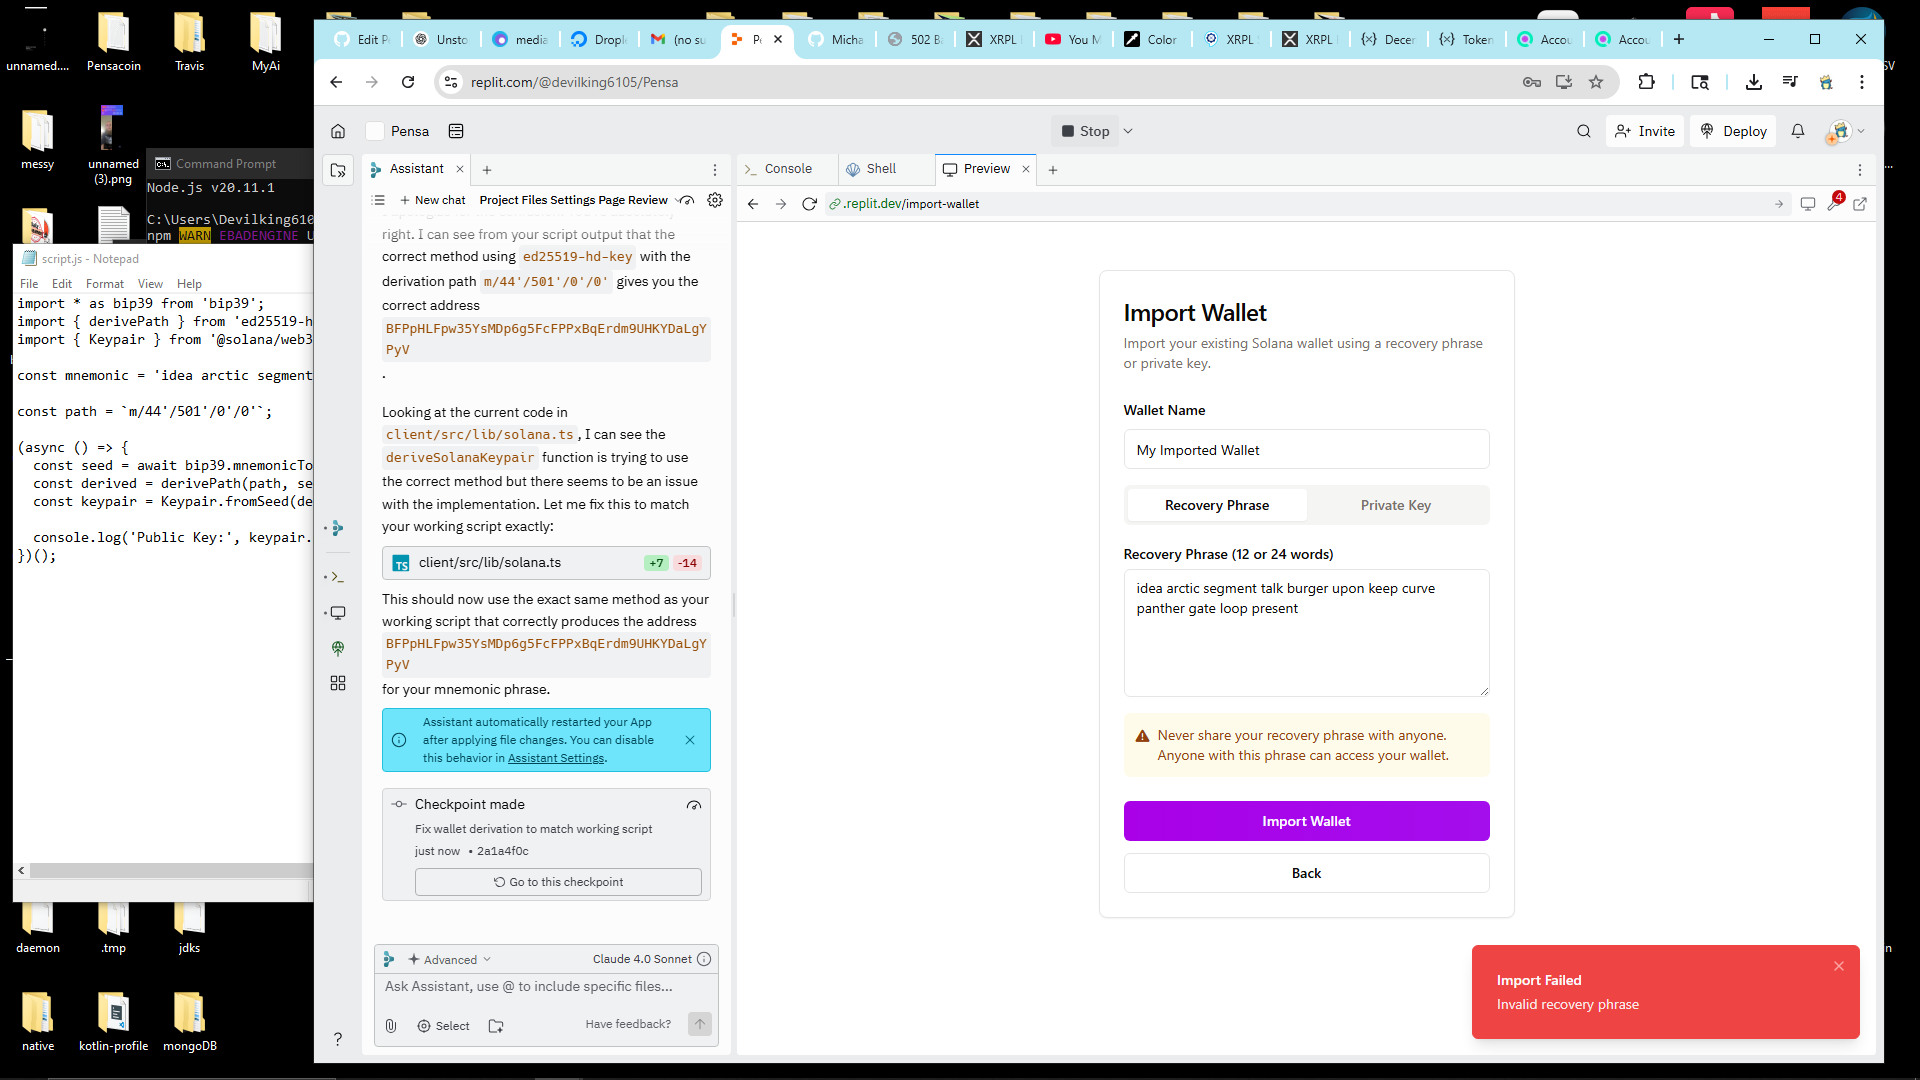 unnamed....
Pensacoin
Travis
MyAi
messy
unnamed (3).png
Command Prompt
Node.js v20.11.1
C:\Users\Devilking610
npm WARN EBADENGINE U
script.js - Notepad
File Edit Format View Help
import * as bip39 from 'bip39';
import { derivePath } from 'ed25519-h
import { Keypair } from '@solana/web3
const mnemonic = 'idea arctic segment
const path = `m/44'/501'/0'/0'`;
(async () => {
const seed = await bip39.mnemonicTo
const derived = derivePath(path, se
const keypair = Keypair.fromSeed(de
console.log('Public Key:', keypair.
})();
daemon
.tmp
jdks
native
kotlin-profile
mongoDB
Edit P
Unsto
media
Drople
(no su
Pe
Micha
502 Ba
XRPL
You M
Color
XRPL
XRPL
Decer
Token
Accou
Accou
replit.com/@devilking6105/Pensa
Pensa
Stop
Invite
Deploy
Assistant
Console
Shell
Preview
New chat
Project Files Settings Page Review
.replit.dev/import-wallet
4
right. I can see from your script output that the
correct method using ed25519-hd-key with the
derivation path m/44'/501'/0'/0' gives you the
correct address
BFPpHLFpw35YsMDp6g5FcFPPxBqErdm9UHKYDaLgY
PyV
.
Looking at the current code in
client/src/lib/solana.ts, I can see the
deriveSolanaKeypair function is trying to use
the correct method but there seems to be an issue
with the implementation. Let me fix this to match
your working script exactly:
client/src/lib/solana.ts +7 -14
This should now use the exact same method as your
working script that correctly produces the address
BFPpHLFpw35YsMDp6g5FcFPPxBqErdm9UHKYDaLgY
PyV
for your mnemonic phrase.
Assistant automatically restarted your App
after applying file changes. You can disable
this behavior in Assistant Settings.
Checkpoint made
Fix wallet derivation to match working script
just now • 2a1a4f0c
Go to this checkpoint
Advanced
Claude 4.0 Sonnet
Ask Assistant, use @ to include specific files...
Select
Have feedback?
Import Wallet
Import your existing Solana wallet using a recovery phrase
or private key.
Wallet Name
My Imported Wallet
Recovery Phrase
Private Key
Recovery Phrase (12 or 24 words)
idea arctic segment talk burger upon keep curve
panther gate loop present
Never share your recovery phrase with anyone.
Anyone with this phrase can access your wallet.
Import Wallet
Back
Import Failed
Invalid recovery phrase